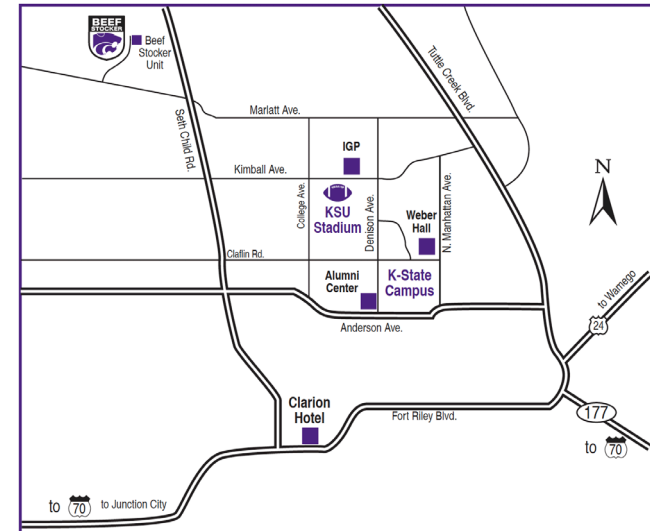 BEEF
STOCKER
Beef
Stocker
Unit
Seth Child Rd.
Tuttle Creek Blvd.
Marlatt Ave.
IGP
Kimball Ave.
College Ave.
KSU
Stadium
Denison Ave.
Weber
Hall
N. Manhattan Ave.
N
Claflin Rd.
Alumni
Center
K-State
Campus
Anderson Ave.
to Wamego
24
Clarion
Hotel
Fort Riley Blvd.
177
to 70
to 70 to Junction City